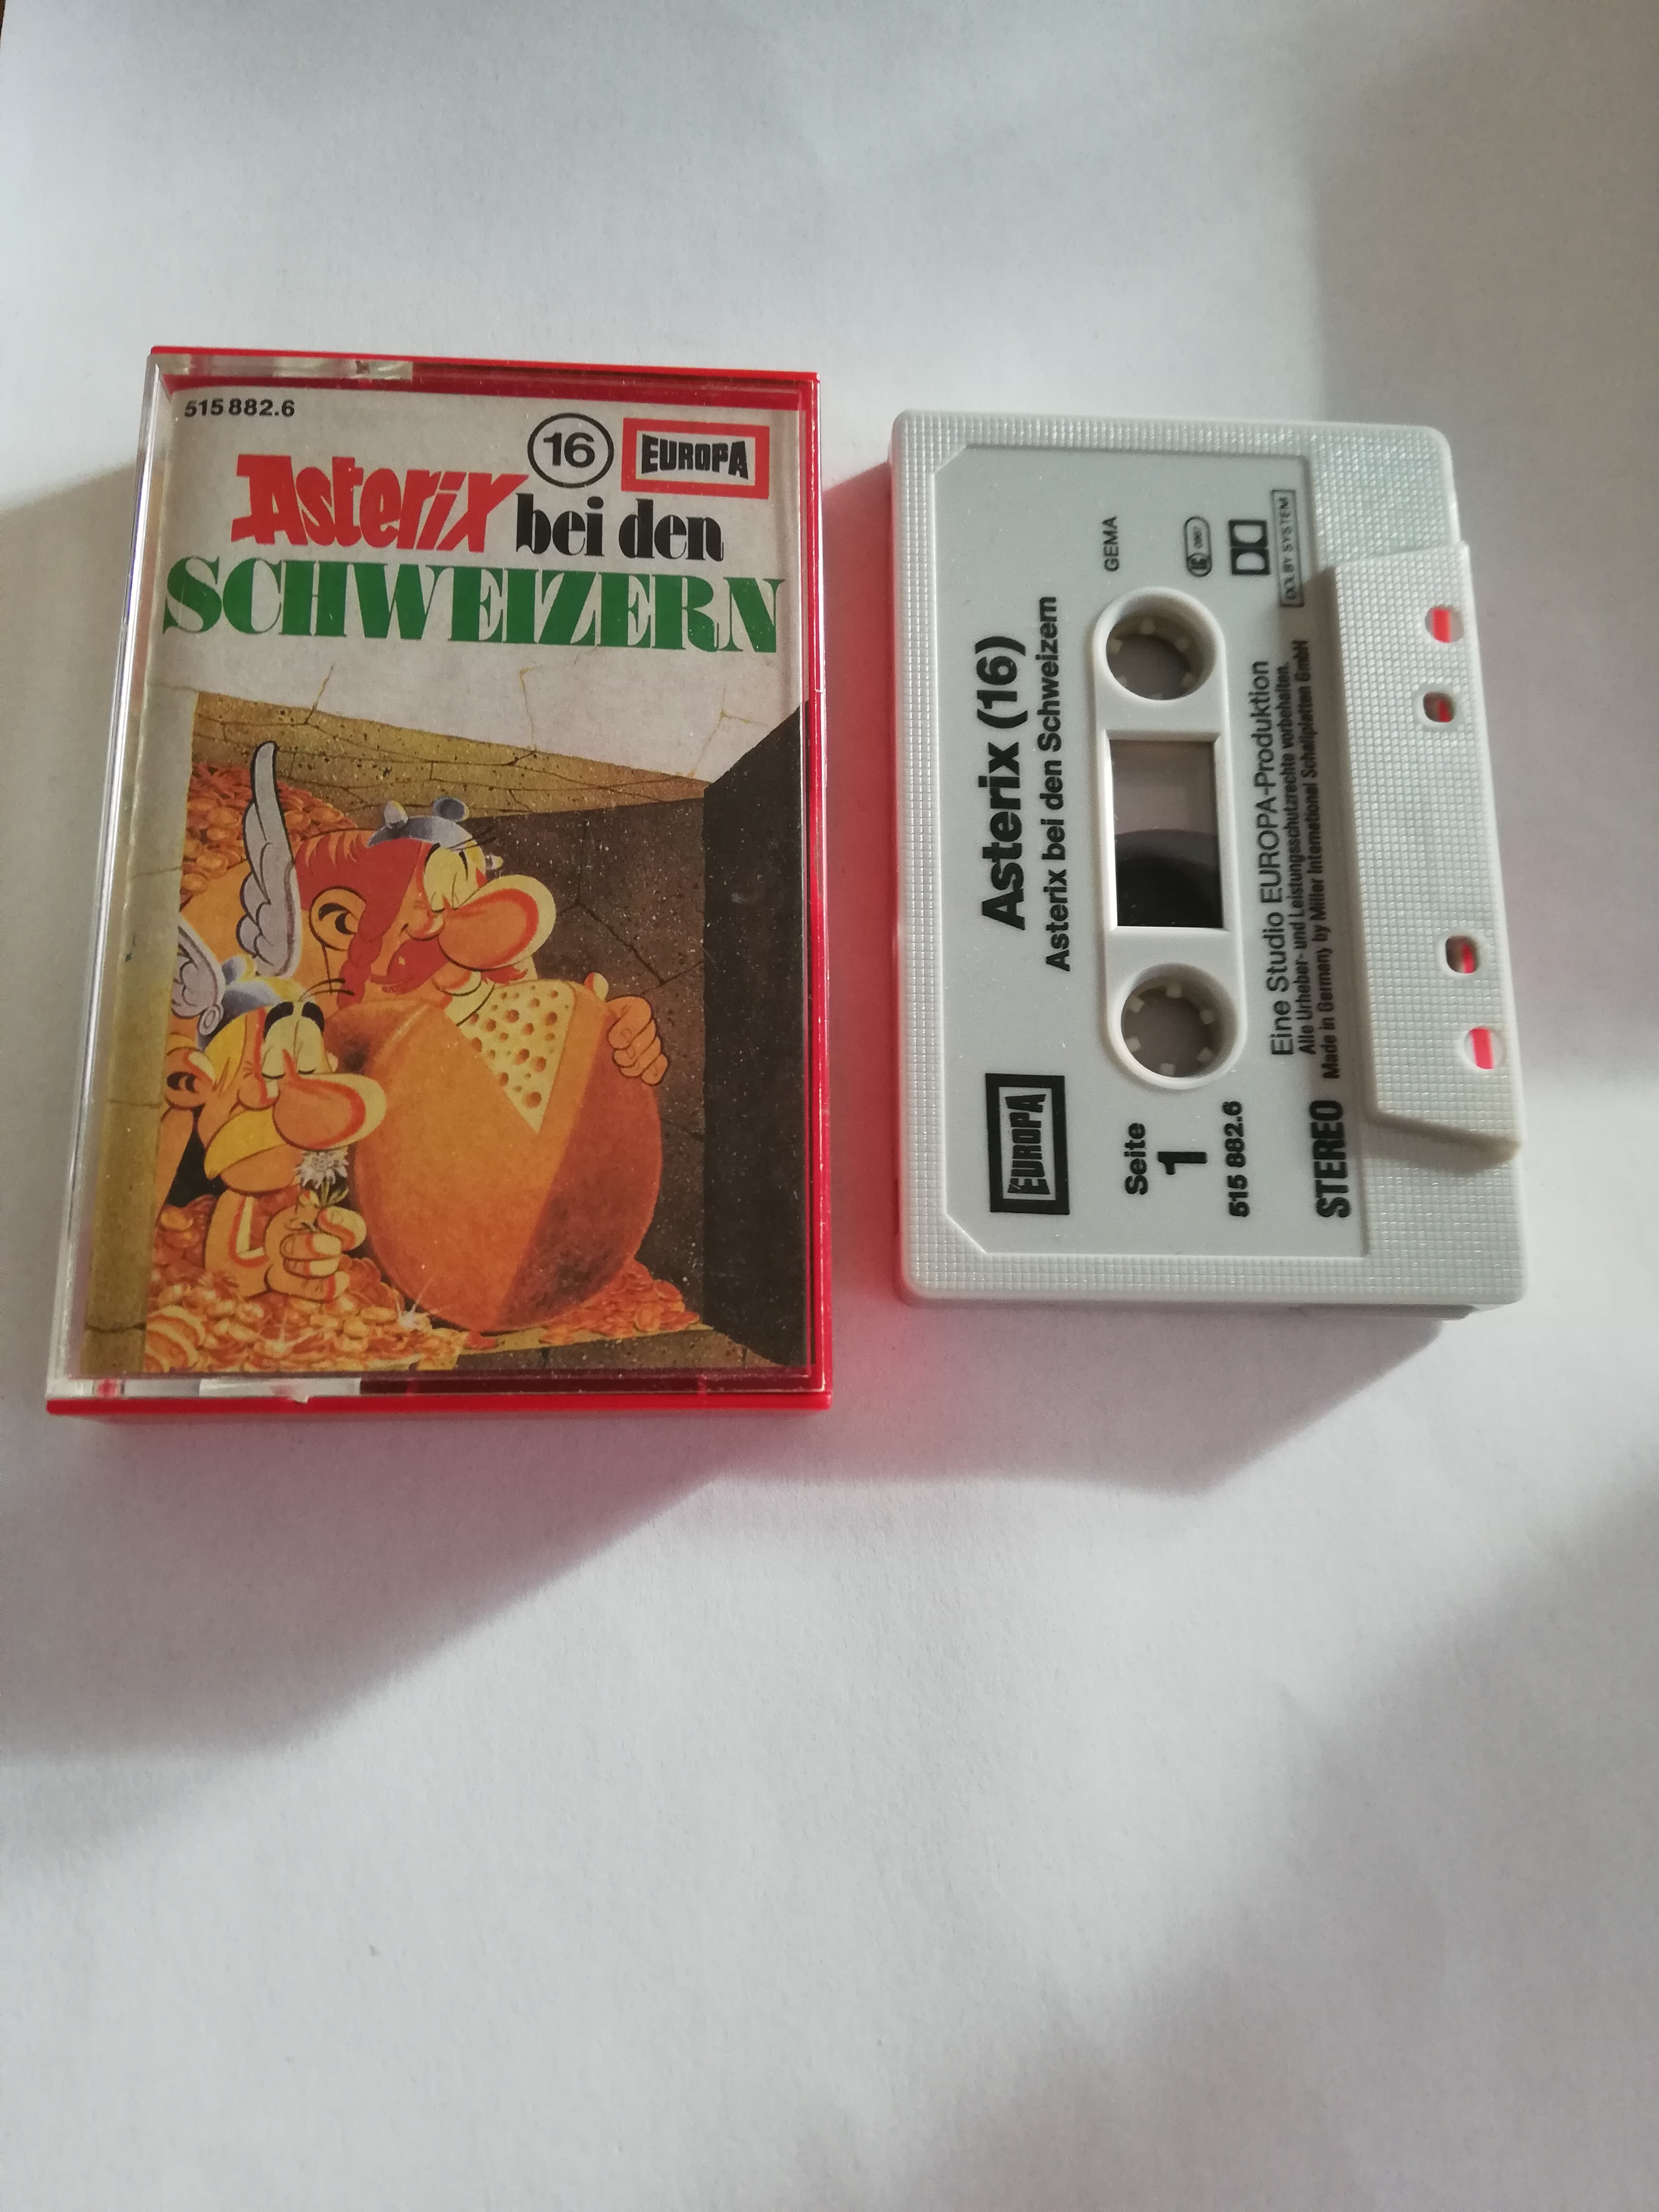 515 882.6
16
EUROPA
Asterix bei den
SCHWEIZERN
Asterix (16)
Asterix bei den Schweizern
GEMA
EUROPA
Seite
1
515 882.6
DOLBY SYSTEM
Eine Studio EUROPA-Produktion
Alle Urheber- und Leistungsschutzrechte vorbehalten.
Made in Germany by Miller International Schallplatten GmbH
STEREO